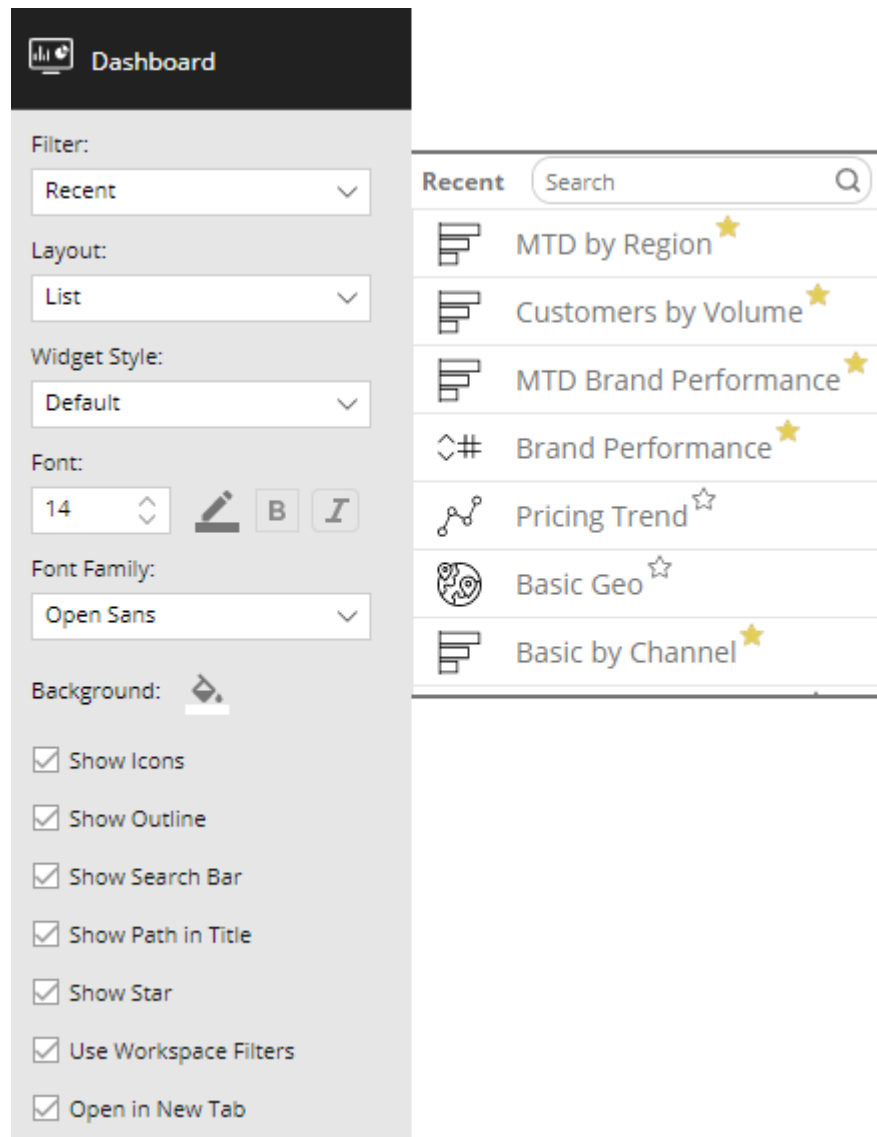 Dashboard
Filter:
Recent
Layout:
List
Widget Style:
Default
Font:
14 B I
Font Family:
Open Sans
Background:
Show Icons
Show Outline
Show Search Bar
Show Path in Title
Show Star
Use Workspace Filters
Open in New Tab
Recent Search
MTD by Region
Customers by Volume
MTD Brand Performance
Brand Performance
Pricing Trend
Basic Geo
Basic by Channel